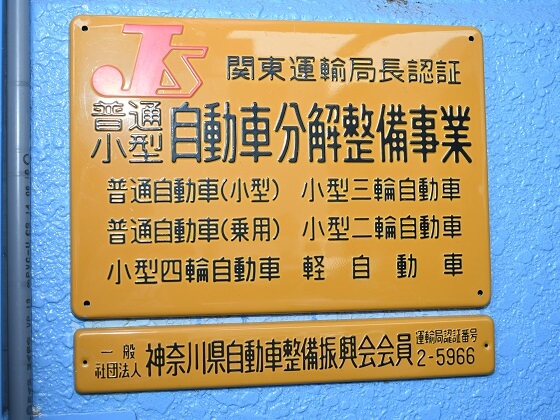 JS 関東運輸局長認証
普通
小型 自動車分解整備事業
普通自動車(小型) 小型三輪自動車
普通自動車(乗用) 小型二輪自動車
小型四輪自動車 軽自動車
一般
社団法人 神奈川県自動車整備振興会会員 運輸局認証番号
2-5966